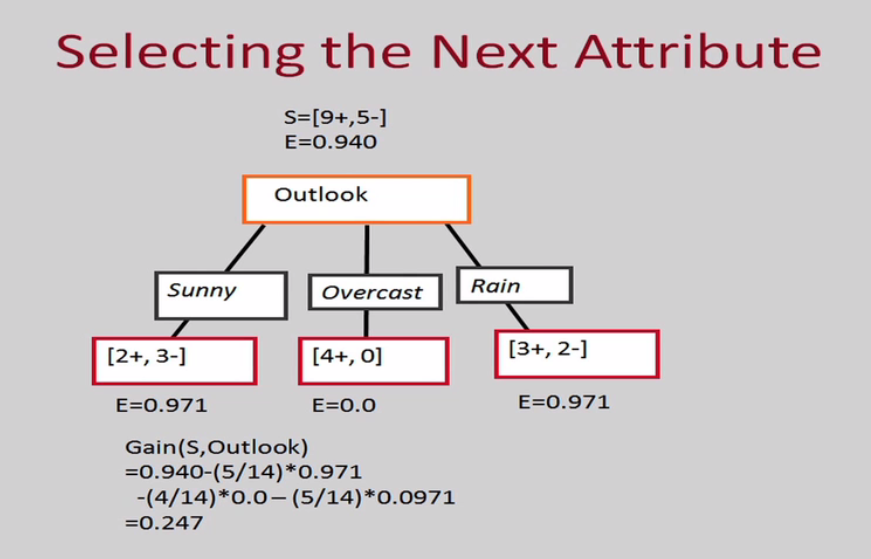 Selecting the Next Attribute
S=[9+,5-]
E=0.940
Outlook
Sunny
Overcast
Rain
[2+, 3-]
[4+, 0]
[3+, 2-]
E=0.971
E=0.0
E=0.971
Gain(S,Outlook)
=0.940-(5/14)*0.971
-(4/14)*0.0 – (5/14)*0.0971
=0.247